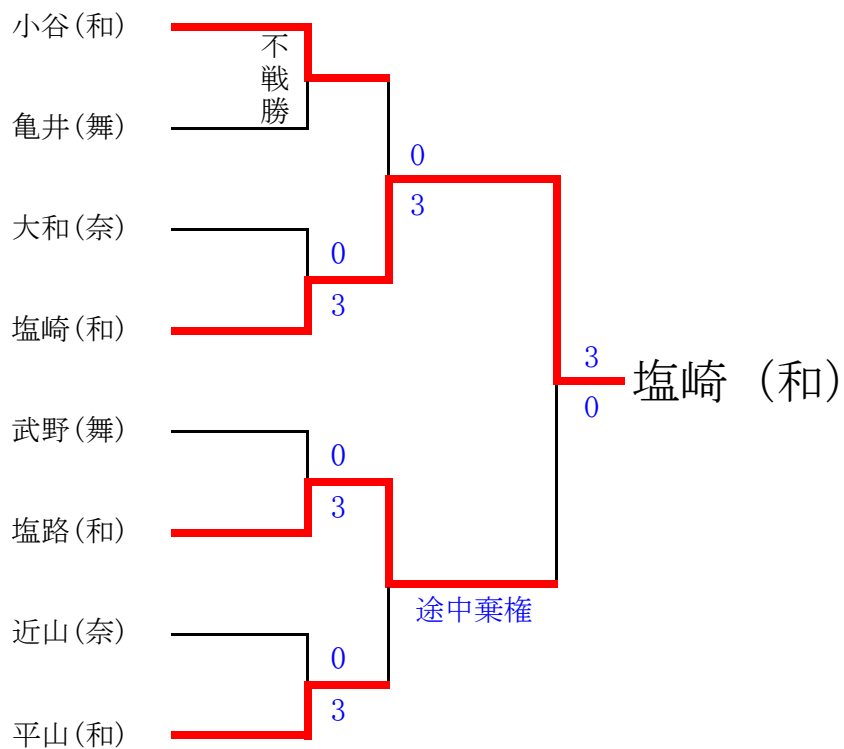 小谷(和)
不戦勝
亀井(舞)
0
3
大和(奈)
0
3
塩崎(和)
3
0
塩崎 (和)
武野(舞)
0
3
塩路(和)
途中棄権
近山(奈)
0
3
平山(和)